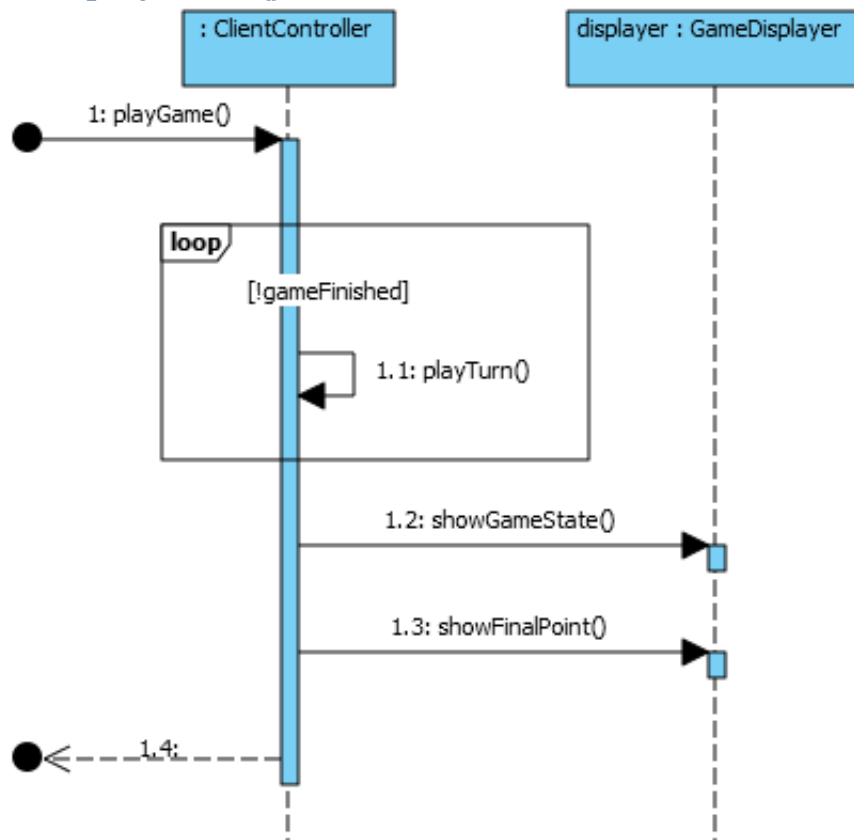 : ClientController
displayer : GameDisplayer
1: playGame()
loop
[!gameFinished]
1.1: playTurn()
1.2: showGameState()
1.3: showFinalPoint()
1.4: